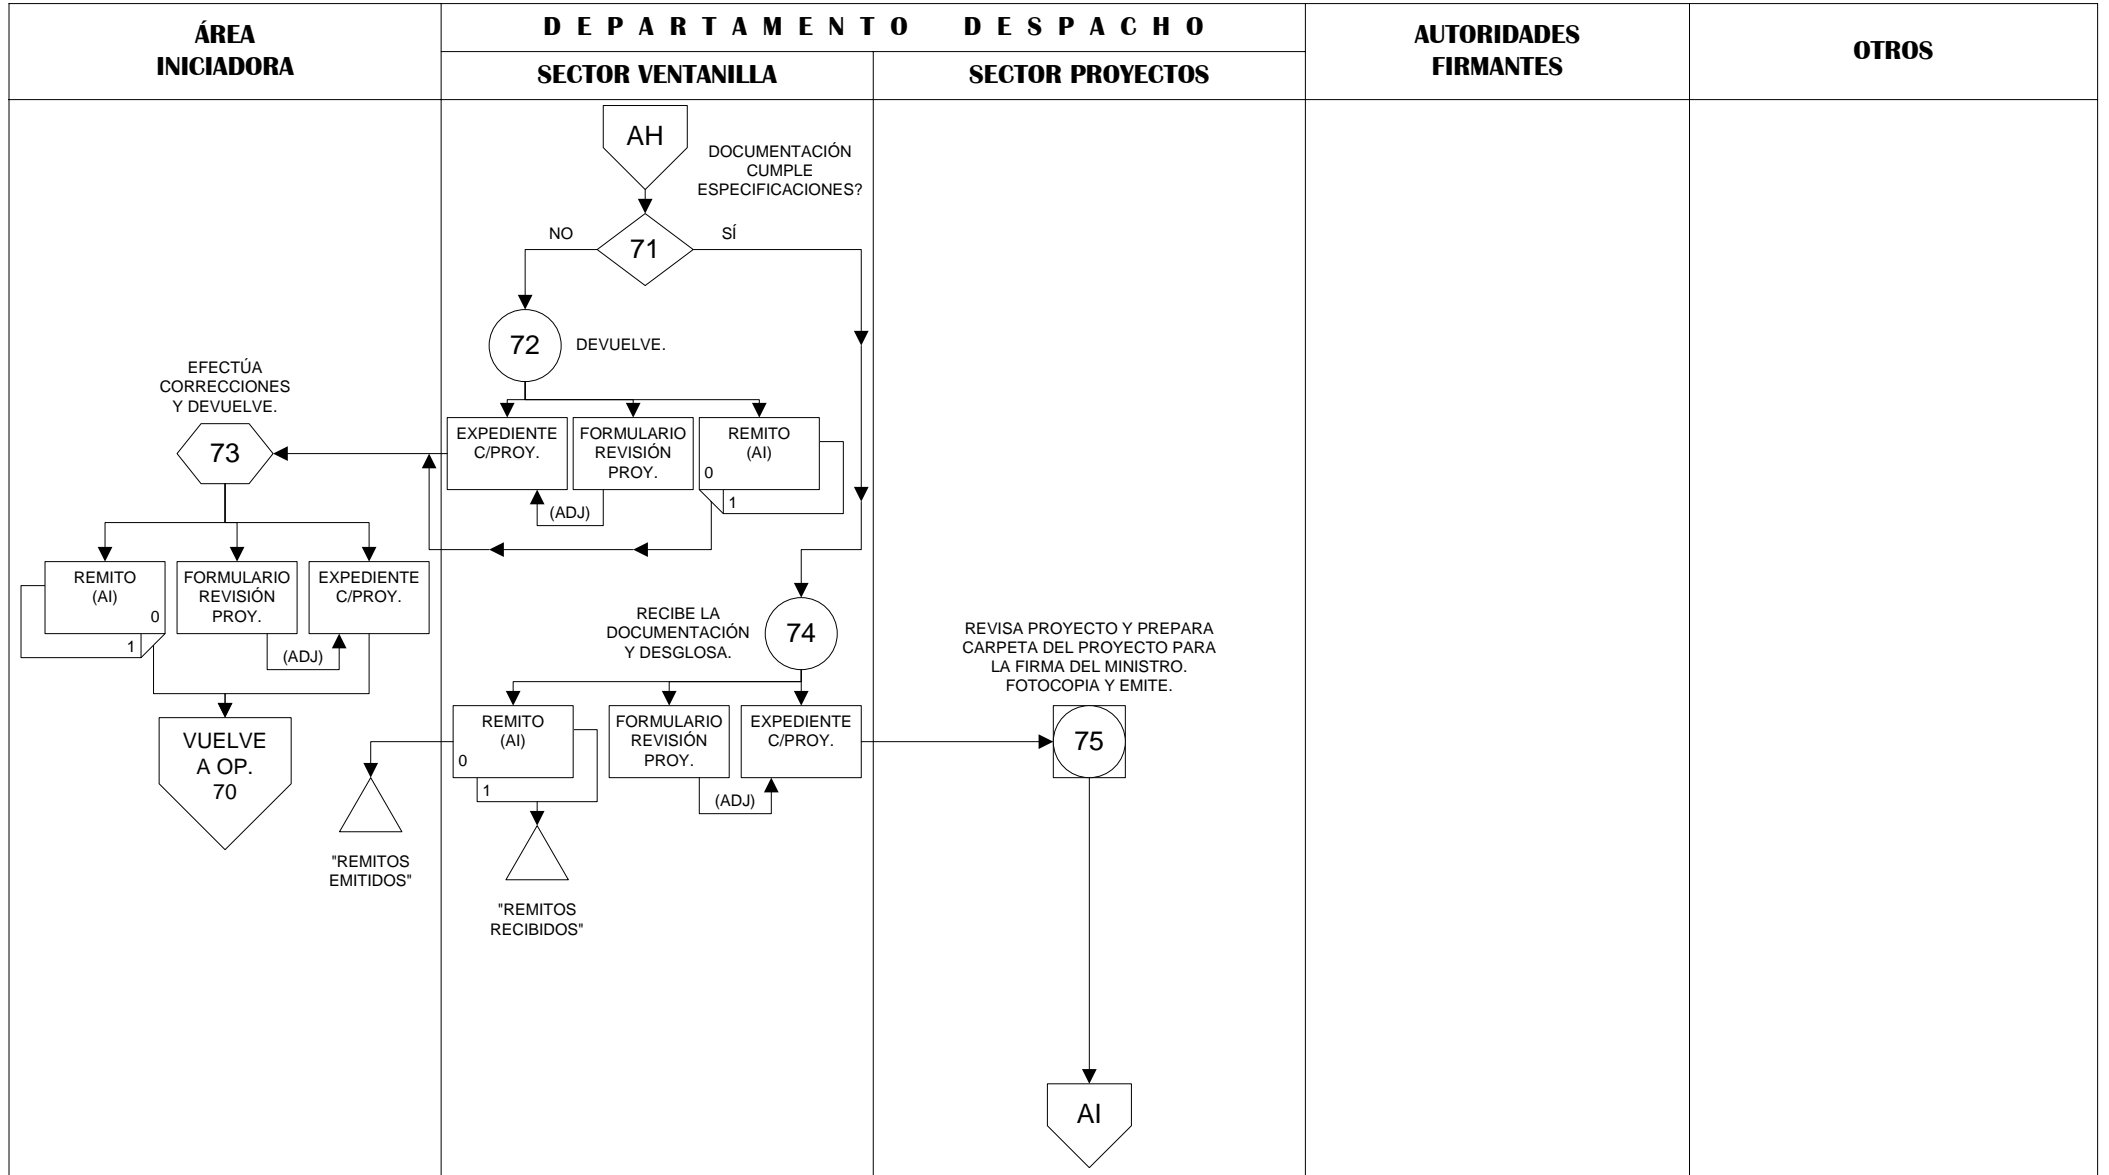 ÁREA
INICIADORA
DEPARTAMENTO DESPACHO
SECTOR VENTANILLA
SECTOR PROYECTOS
AUTORIDADES
FIRMANTES
OTROS
AH
DOCUMENTACIÓN
CUMPLE
ESPECIFICACIONES?
NO
71
SÍ
72
DEVUELVE.
EFECTÚA
CORRECCIONES
Y DEVUELVE.
73
EXPEDIENTE
C/PROY.
FORMULARIO
REVISIÓN
PROY.
REMITO
(AI)
0
1
(ADJ)
REMITO
(AI)
0
1
FORMULARIO
REVISIÓN
PROY.
EXPEDIENTE
C/PROY.
(ADJ)
VUELVE
A OP.
70
RECIBE LA
DOCUMENTACIÓN
Y DESGLOSA.
74
REMITO
(AI)
0
1
FORMULARIO
REVISIÓN
PROY.
EXPEDIENTE
C/PROY.
(ADJ)
"REMITOS
EMITIDOS"
"REMITOS
RECIBIDOS"
REVISA PROYECTO Y PREPARA
CARPETA DEL PROYECTO PARA
LA FIRMA DEL MINISTRO.
FOTOCOPIA Y EMITE.
75
AI